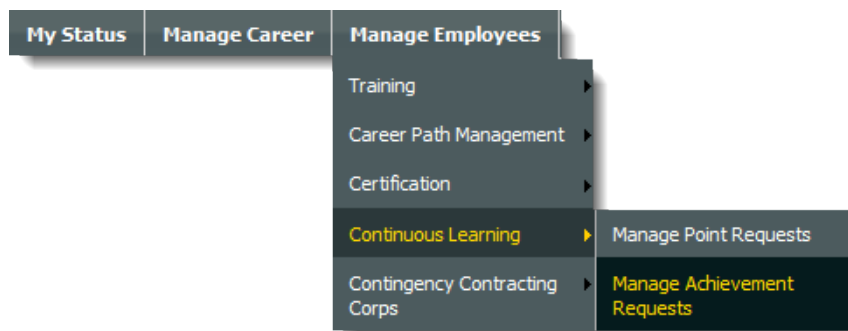 My Status Manage Career Manage Employees
Training
Career Path Management
Certification
Continuous Learning Manage Point Requests
Contingency Contracting
Corps
Manage Achievement
Requests